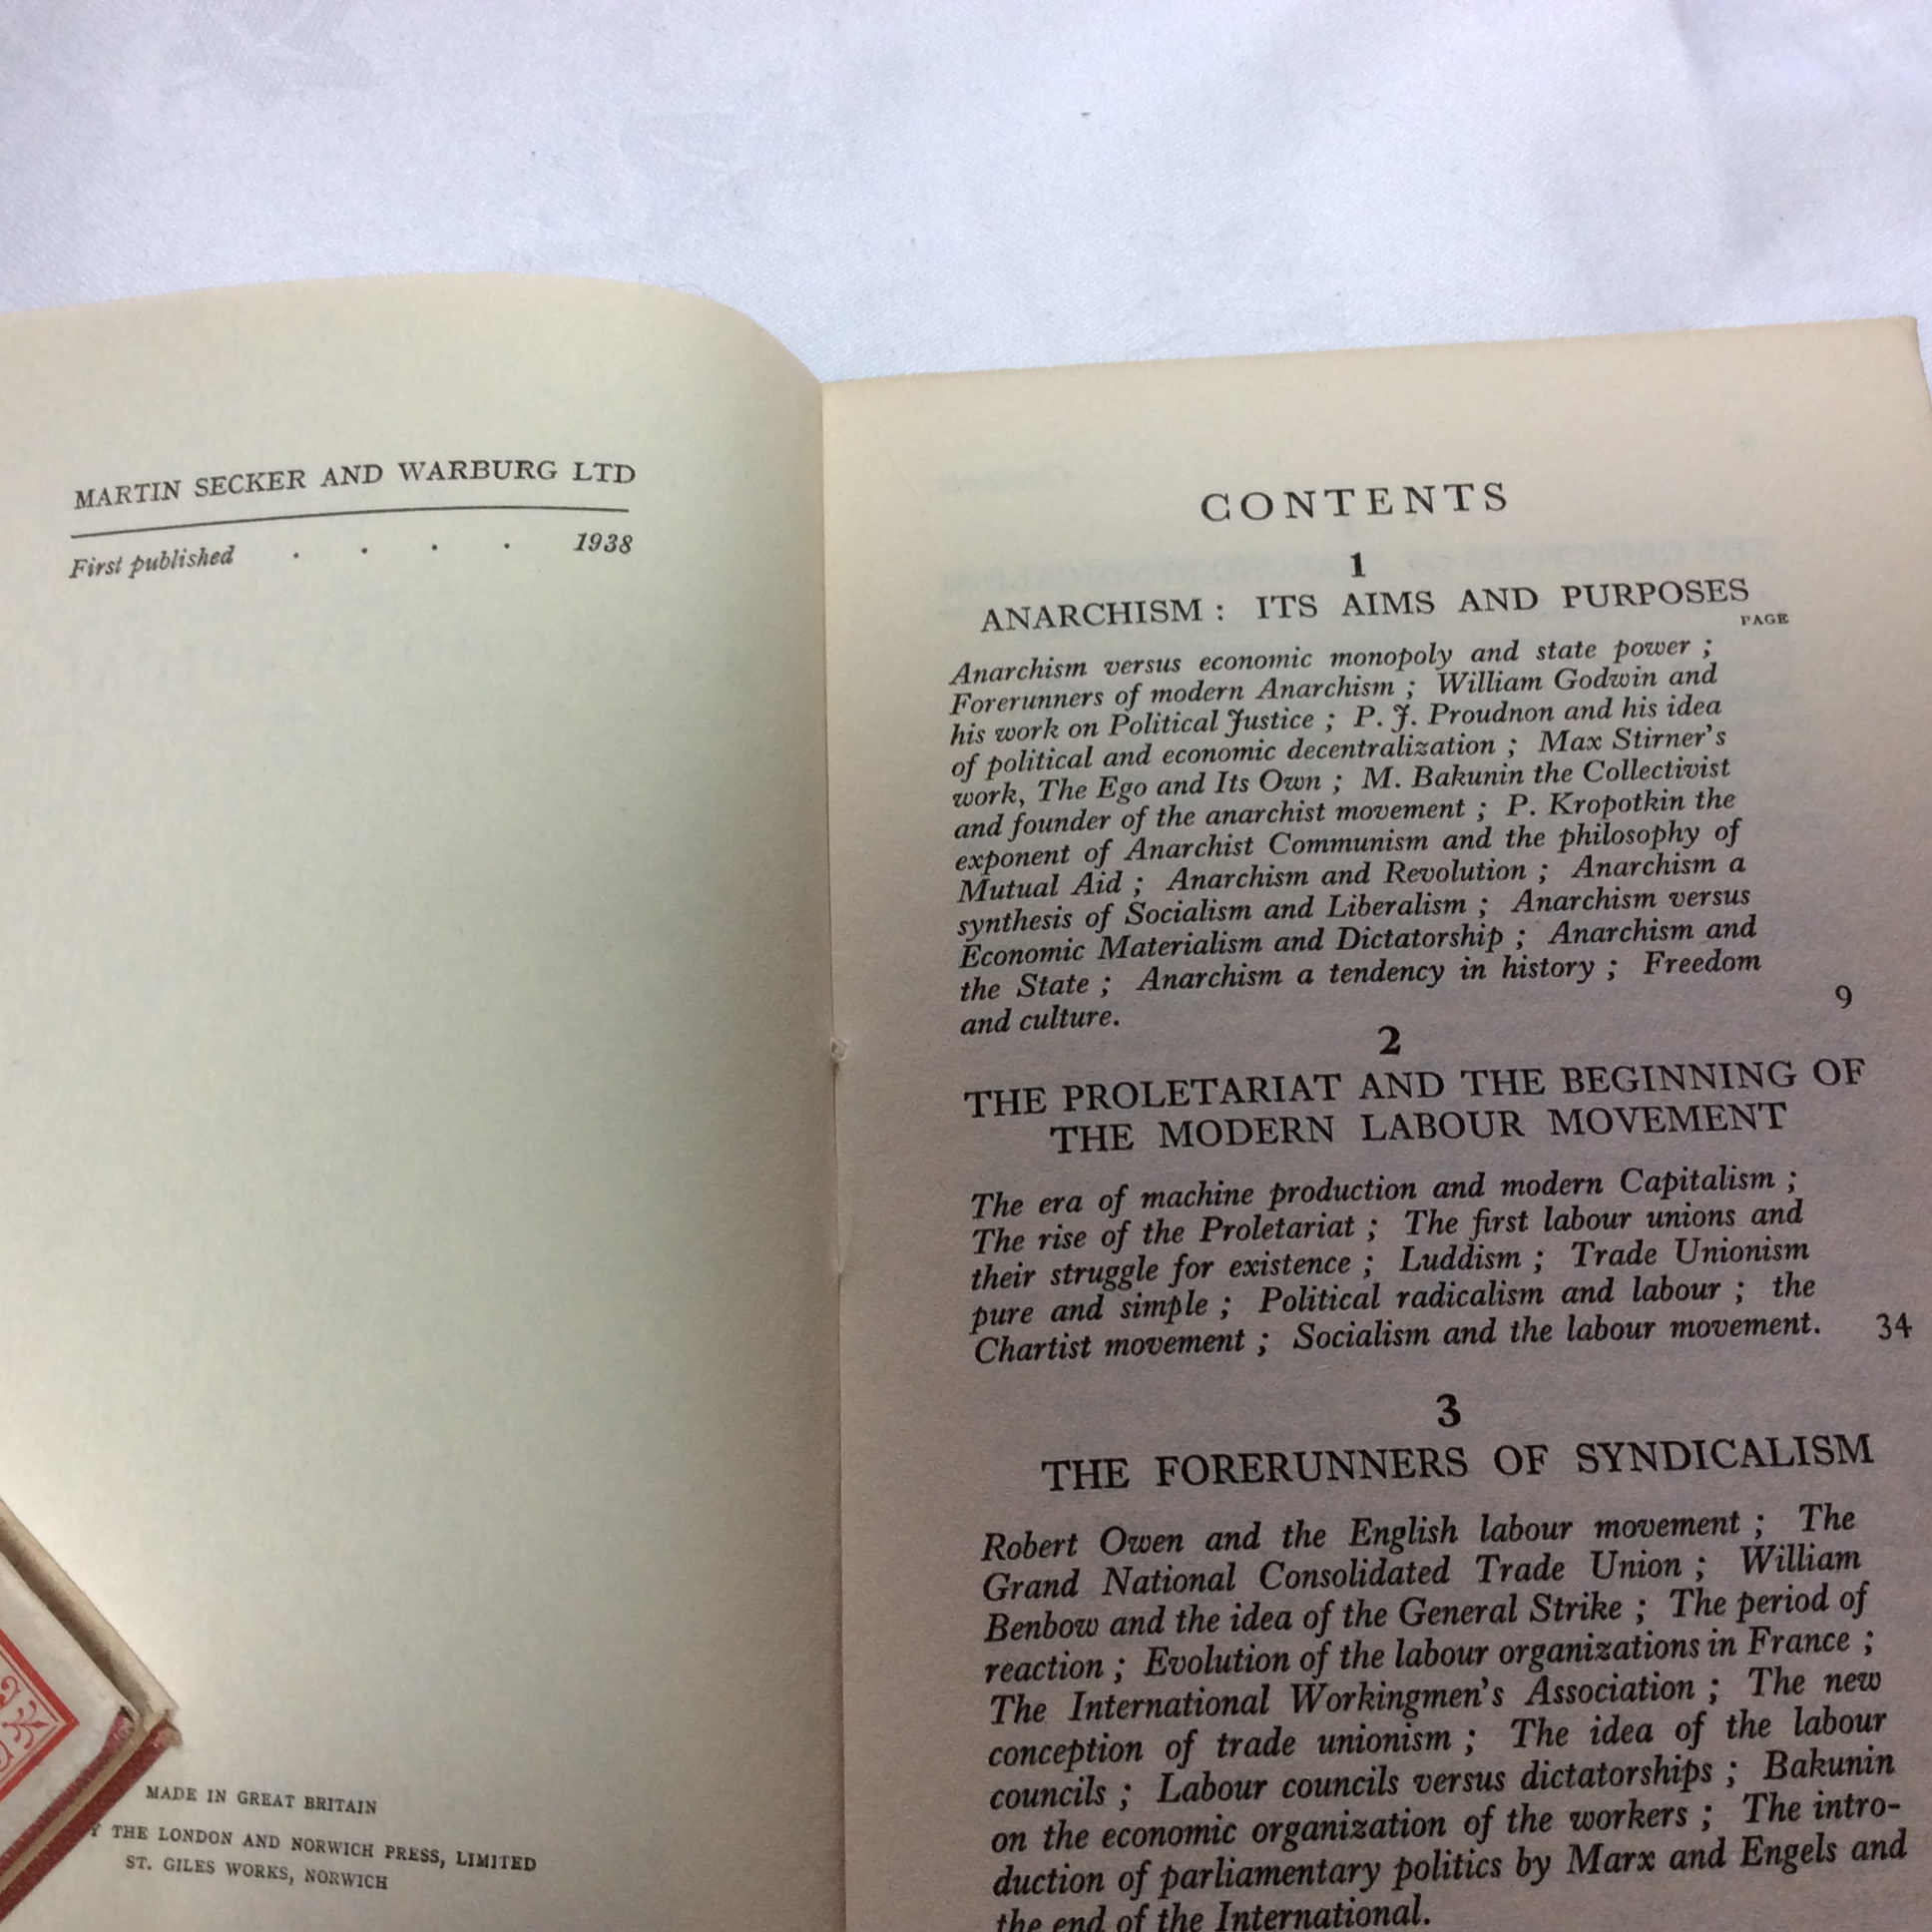 MARTIN SECKER AND WARBURG LTD
First published . . . . 1938
MADE IN GREAT BRITAIN
Y THE LONDON AND NORWICH PRESS, LIMITED
ST. GILES WORKS, NORWICH
CONTENTS
1
ANARCHISM : ITS AIMS AND PURPOSES
PAGE
Anarchism versus economic monopoly and state power ;
Forerunners of modern Anarchism ; William Godwin and
his work on Political Justice ; P. J. Proudnon and his idea
of political and economic decentralization ; Max Stirner's
work, The Ego and Its Own ; M. Bakunin the Collectivist
and founder of the anarchist movement ; P. Kropotkin the
exponent of Anarchist Communism and the philosophy of
Mutual Aid ; Anarchism and Revolution ; Anarchism a
synthesis of Socialism and Liberalism ; Anarchism versus
Economic Materialism and Dictatorship ; Anarchism and
the State ; Anarchism a tendency in history ; Freedom
and culture. 9
2
THE PROLETARIAT AND THE BEGINNING OF
THE MODERN LABOUR MOVEMENT
The era of machine production and modern Capitalism ;
The rise of the Proletariat ; The first labour unions and
their struggle for existence ; Luddism ; Trade Unionism
pure and simple ; Political radicalism and labour ; the
Chartist movement ; Socialism and the labour movement. 34
3
THE FORERUNNERS OF SYNDICALISM
Robert Owen and the English labour movement ; The
Grand National Consolidated Trade Union ; William
Benbow and the idea of the General Strike ; The period of
reaction ; Evolution of the labour organizations in France ;
The International Workingmen's Association ; The new
conception of trade unionism ; The idea of the labour
councils ; Labour councils versus dictatorships ; Bakunin
on the economic organization of the workers ; The intro-
duction of parliamentary politics by Marx and Engels and
the end of the International.